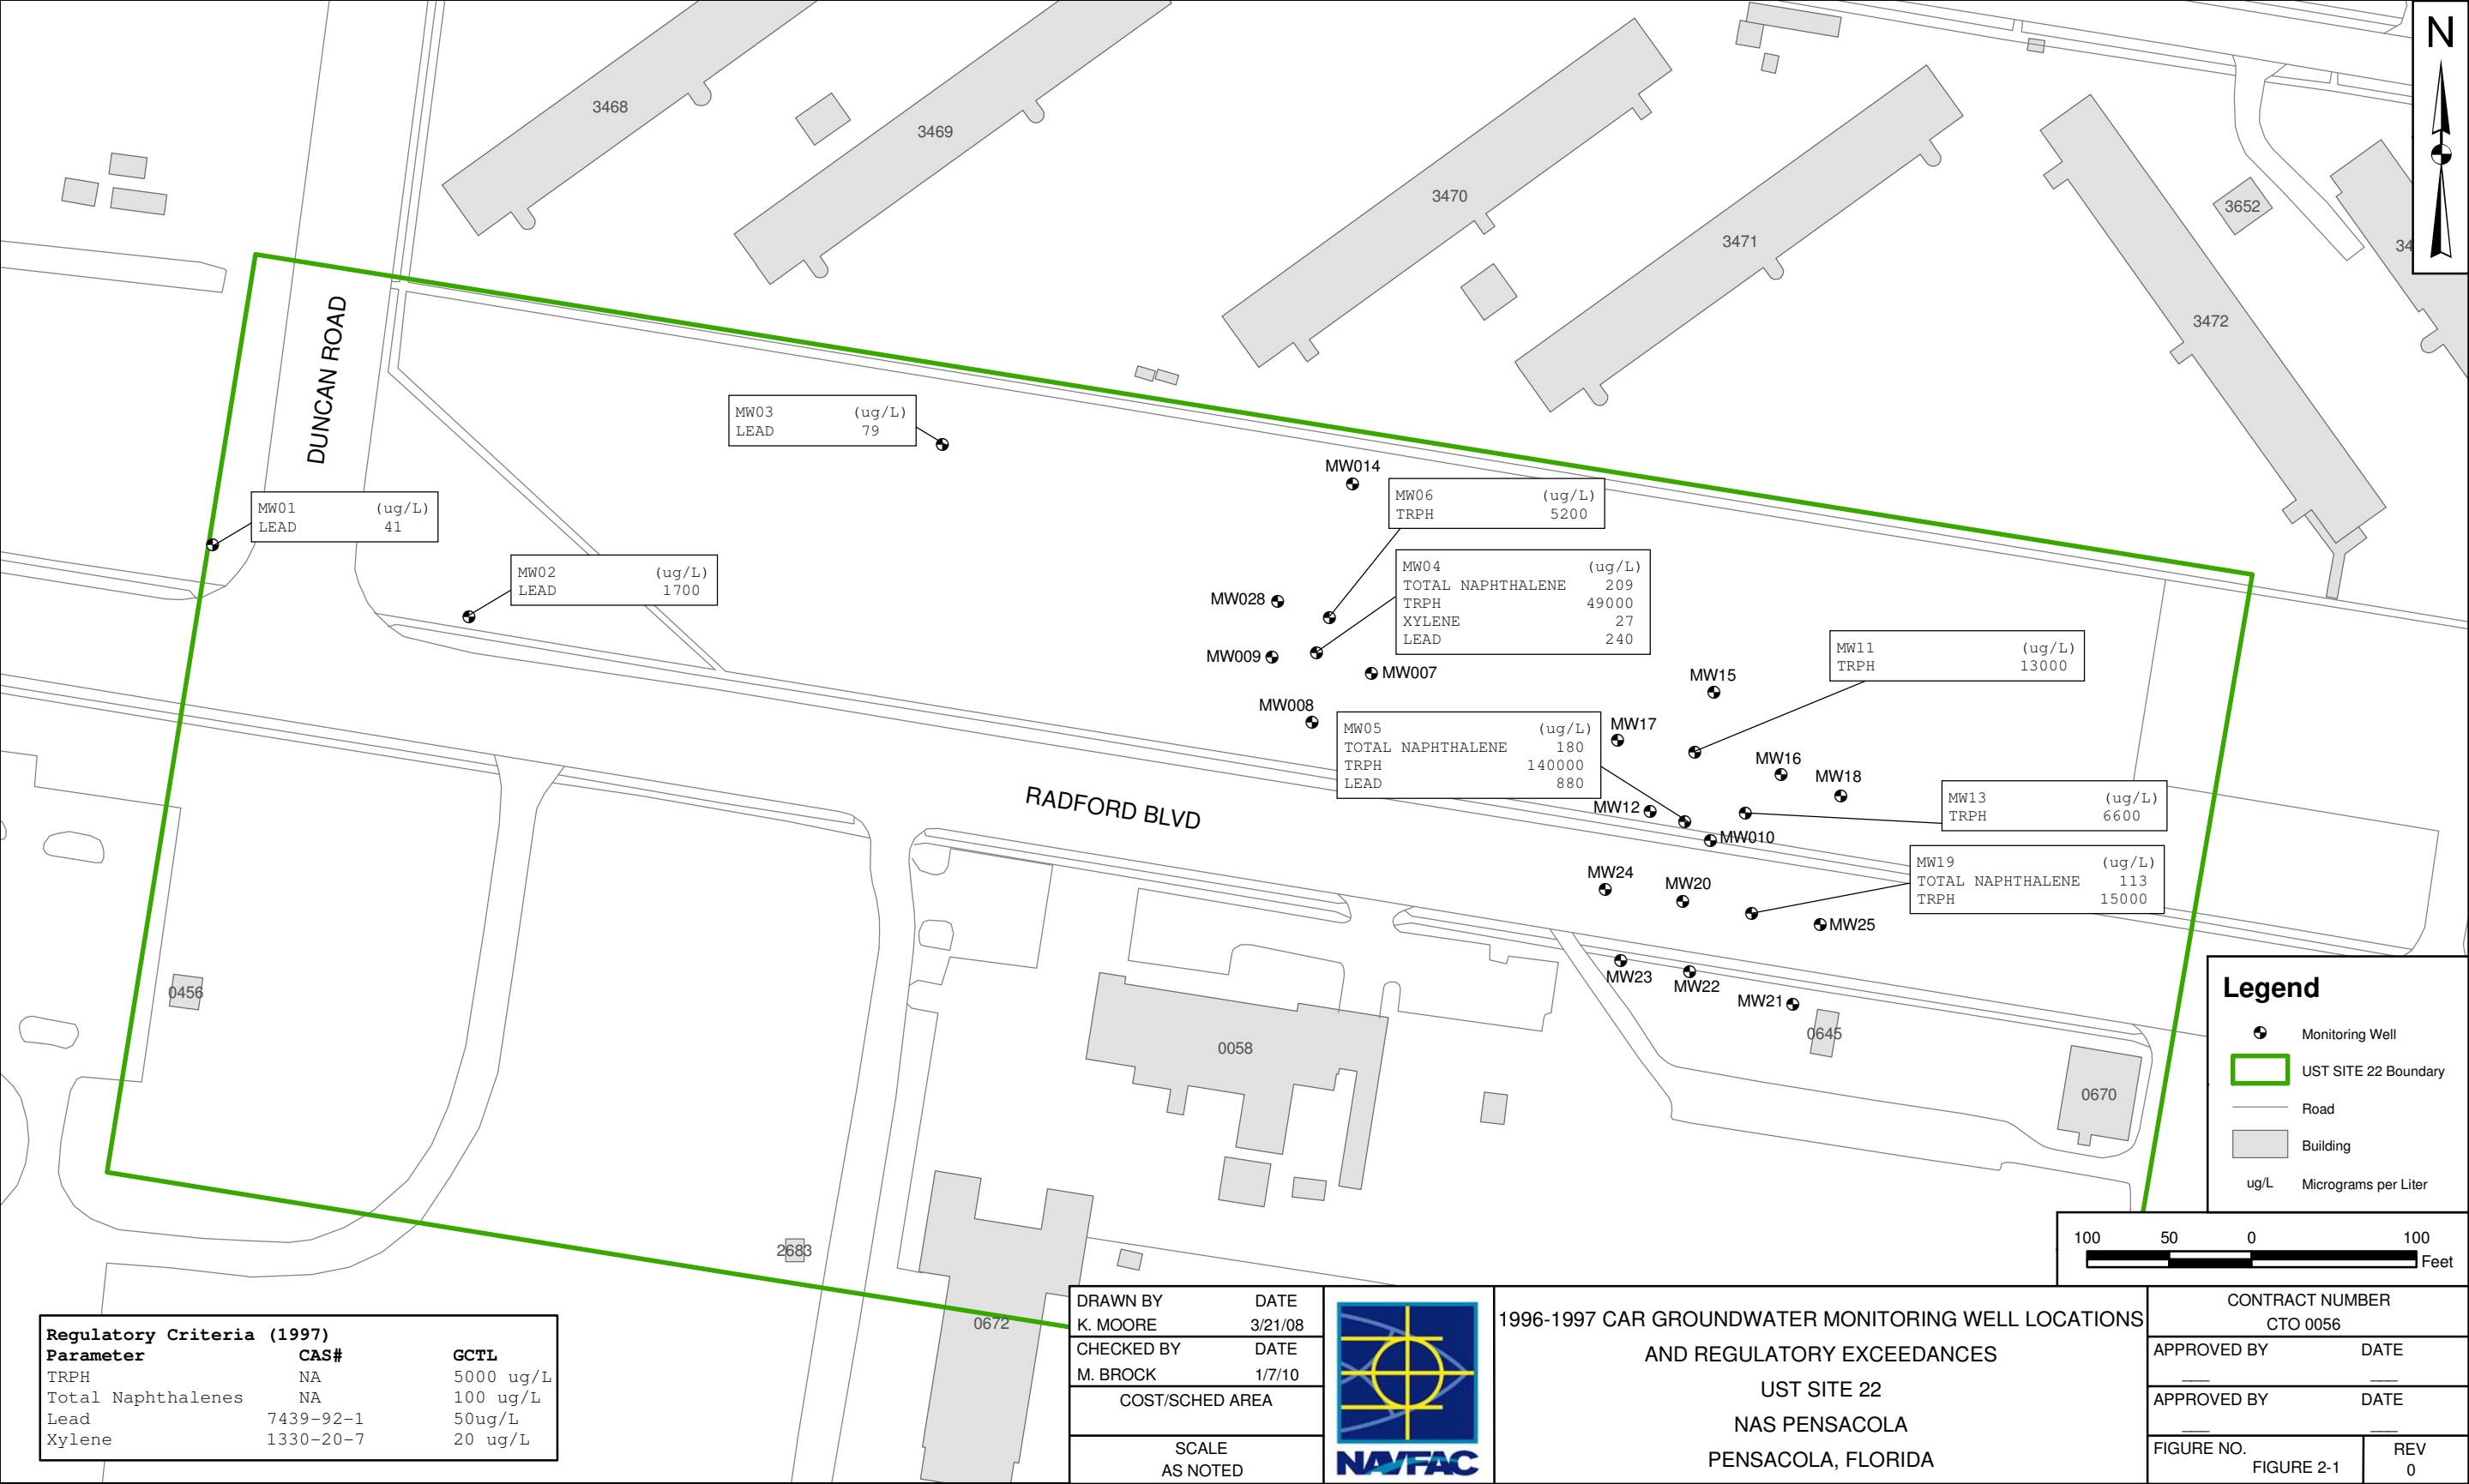 N
3468
3469
3470
3471
3652
34
3472
DUNCAN ROAD
MW03 (ug/L)
LEAD 79
MW014
MW06 (ug/L)
TRPH 5200
MW01 (ug/L)
LEAD 41
MW02 (ug/L)
LEAD 1700
MW04 (ug/L)
TOTAL NAPHTHALENE 209
TRPH 49000
XYLENE 27
LEAD 240
MW028
MW009
MW007
MW008
MW11 (ug/L)
TRPH 13000
MW15
MW05 (ug/L)
TOTAL NAPHTHALENE 180
TRPH 140000
LEAD 880
MW17
MW16
MW18
MW12
MW13 (ug/L)
TRPH 6600
RADFORD BLVD
MW010
MW19 (ug/L)
TOTAL NAPHTHALENE 113
TRPH 15000
MW24
MW20
MW25
MW23
MW22
MW21
0456
0058
0645
0670
2683
0672
Legend
Monitoring Well
UST SITE 22 Boundary
Road
Building
ug/L Micrograms per Liter
100 50 0 100
Feet
Regulatory Criteria (1997)
Parameter CAS# GCTL
TRPH NA 5000 ug/L
Total Naphthalenes NA 100 ug/L
Lead 7439-92-1 50ug/L
Xylene 1330-20-7 20 ug/L
DRAWN BY DATE
K. MOORE 3/21/08
CHECKED BY DATE
M. BROCK 1/7/10
COST/SCHED AREA
SCALE
AS NOTED
NAVFAC
1996-1997 CAR GROUNDWATER MONITORING WELL LOCATIONS
AND REGULATORY EXCEEDANCES
UST SITE 22
NAS PENSACOLA
PENSACOLA, FLORIDA
CONTRACT NUMBER
CTO 0056
APPROVED BY DATE
___ ___
APPROVED BY DATE
___ ___
FIGURE NO.
FIGURE 2-1
REV
0